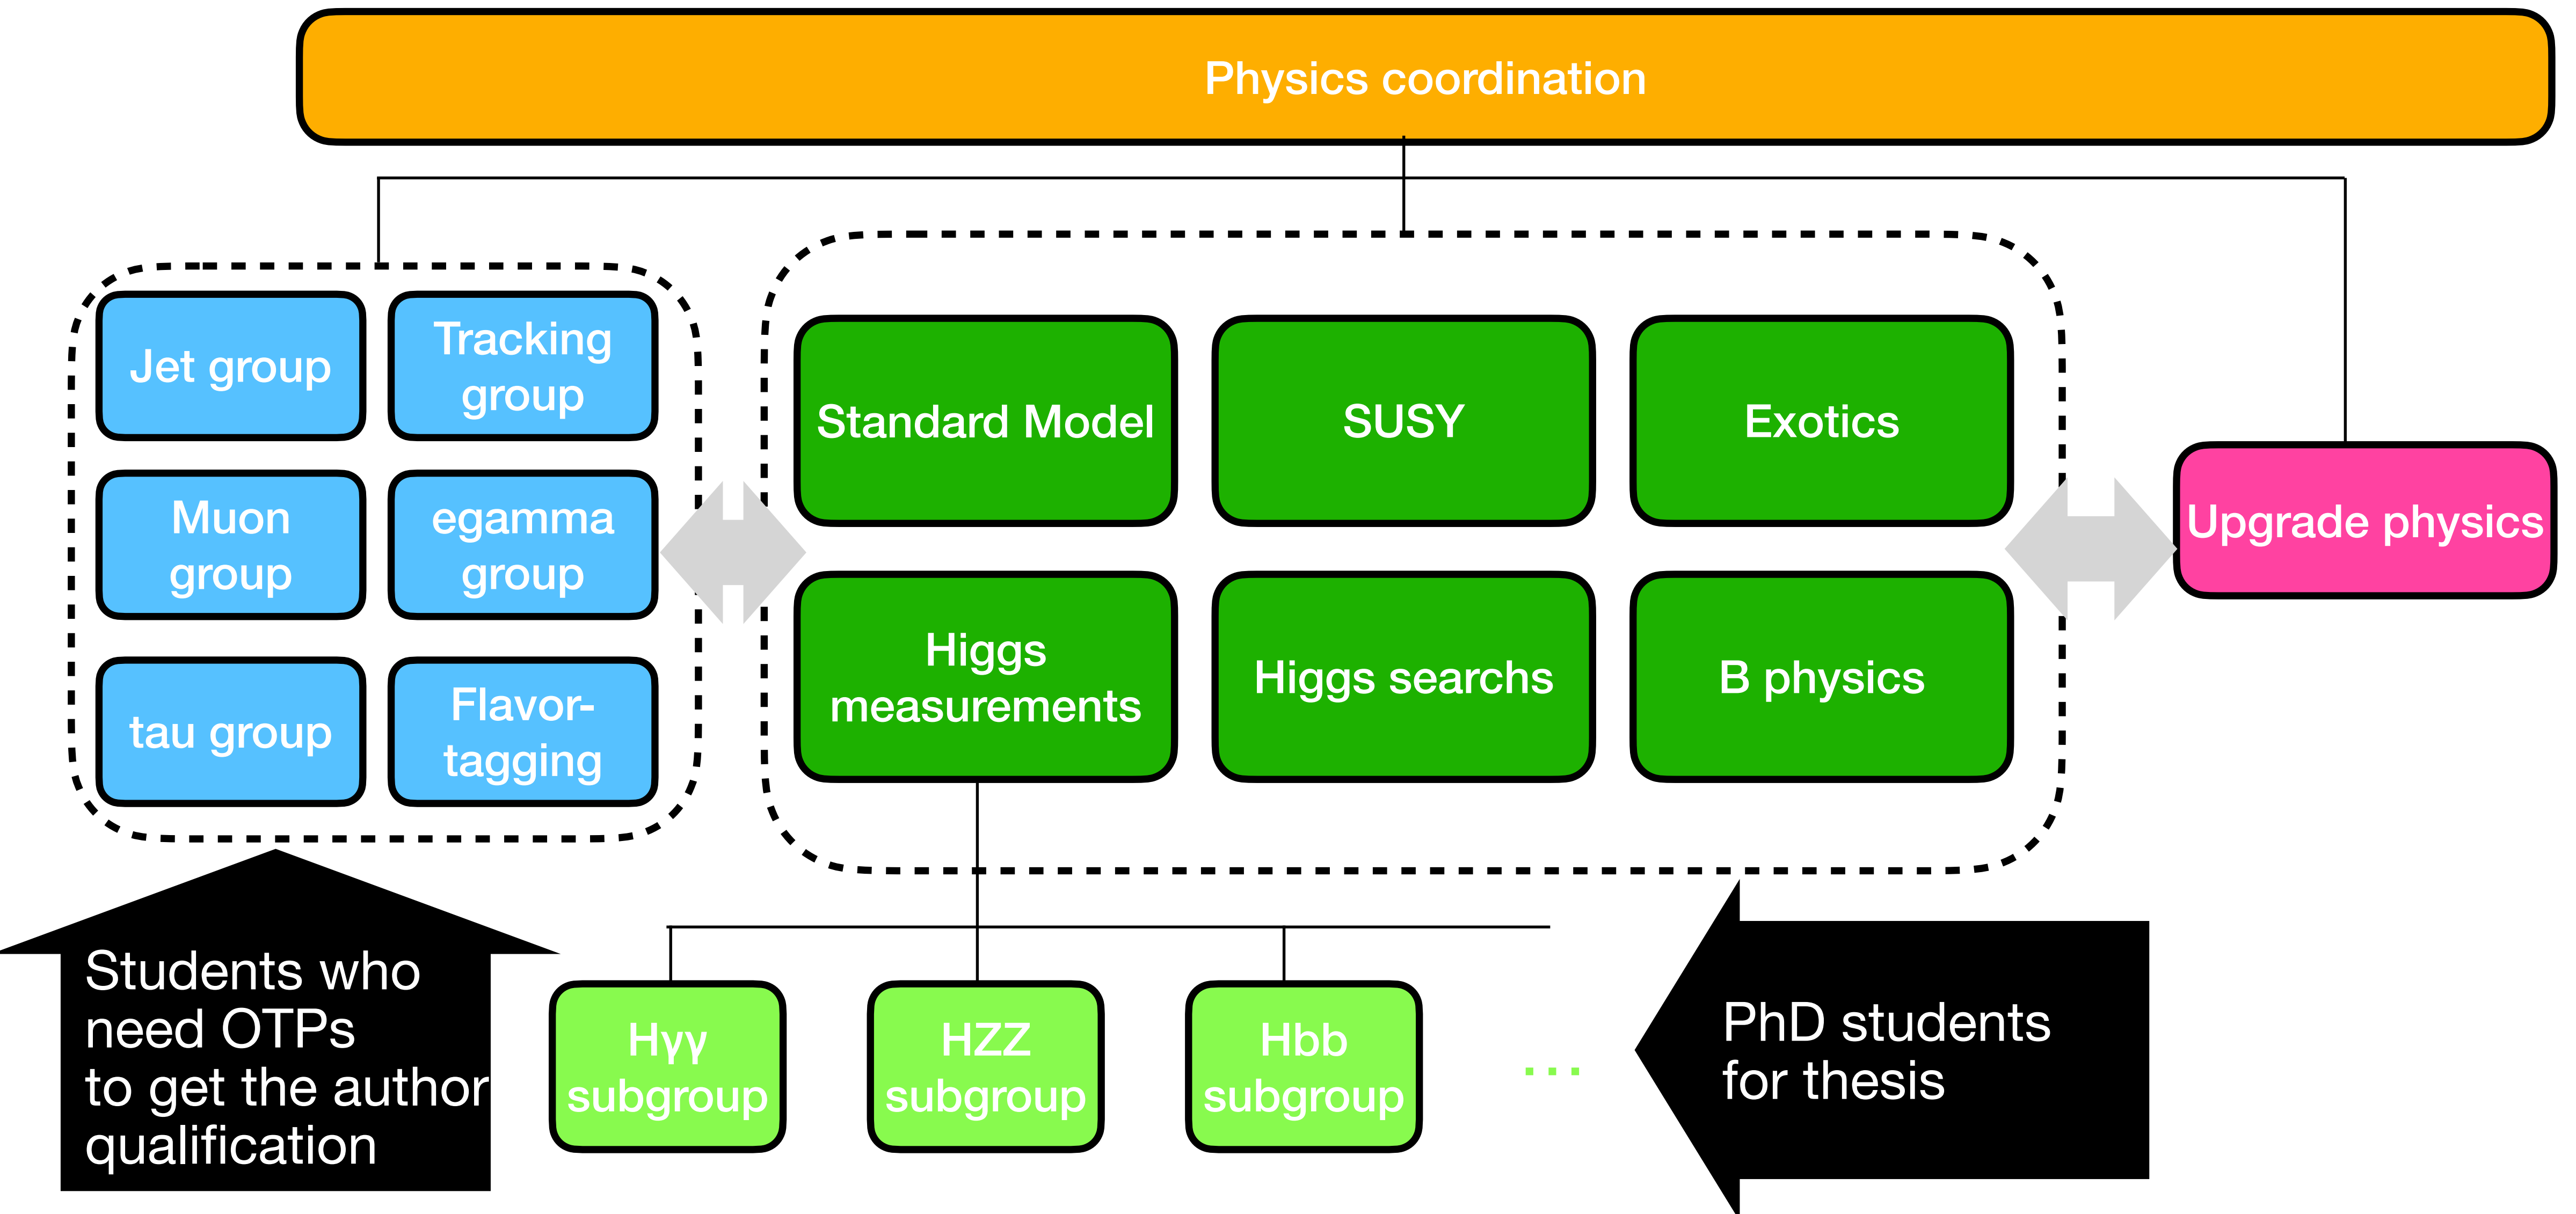 Physics coordination
Jet group
Tracking
group
Muon
group
egamma
group
tau group
Flavor-
tagging
Standard Model
SUSY
Exotics
Higgs
measurements
Higgs searchs
B physics
Upgrade physics
Students who
need OTPs
to get the author
qualification
Hγγ
subgroup
HZZ
subgroup
Hbb
subgroup
...
PhD students
for thesis